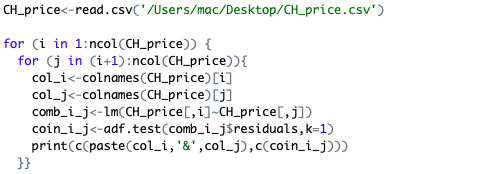 CH_price<-read.csv('/Users/mac/Desktop/CH_price.csv')
for (i in 1:ncol(CH_price)) {
for (j in (i+1):ncol(CH_price)){
col_i<-colnames(CH_price)[i]
col_j<-colnames(CH_price)[j]
comb_i_j<-lm(CH_price[,i]~CH_price[,j])
coin_i_j<-adf.test(comb_i_j$residuals,k=1)
print(c(paste(col_i,'&',col_j),c(coin_i_j)))
}}